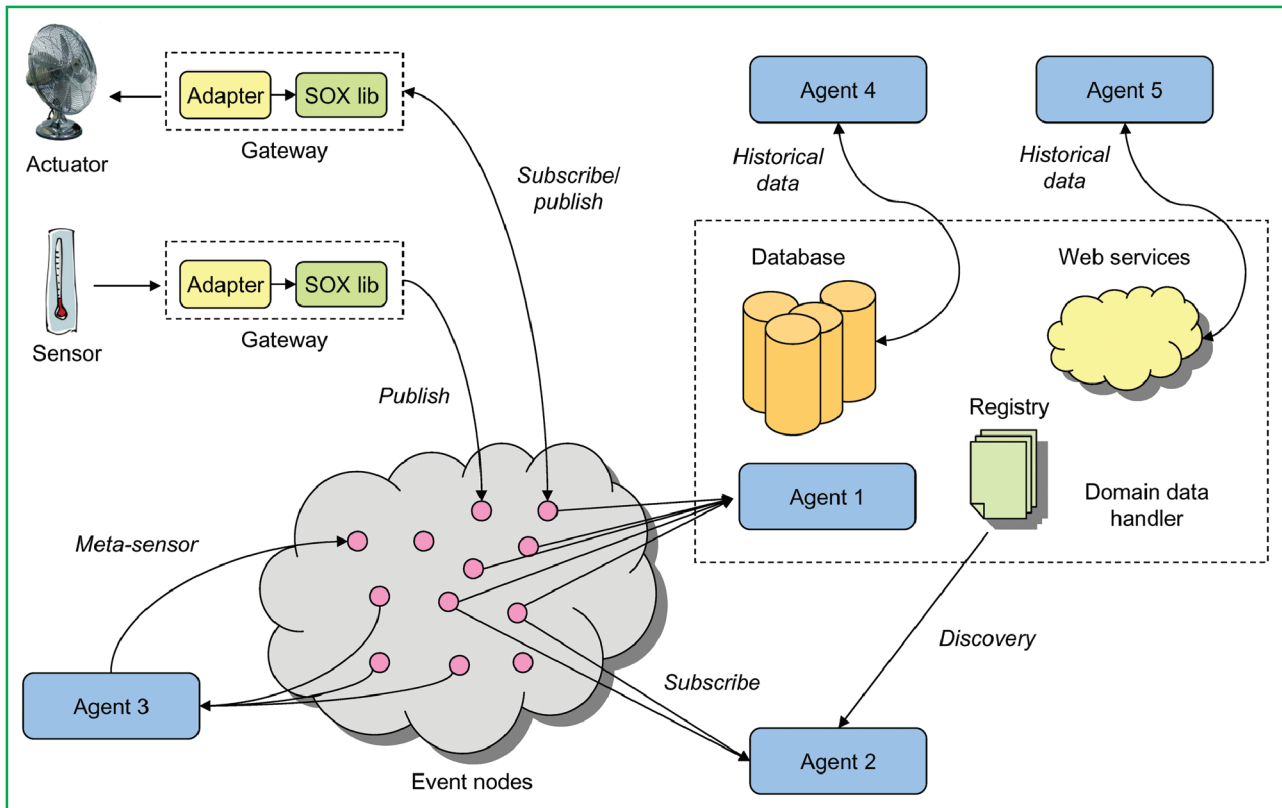 Adapter
SOX lib
Gateway
Actuator
Subscribe/
publish
Agent 4
Agent 5
Historical
data
Historical
data
Adapter
SOX lib
Gateway
Sensor
Publish
Database
Web services
Registry
Agent 1
Domain data
handler
Meta-sensor
Discovery
Subscribe
Agent 3
Agent 2
Event nodes